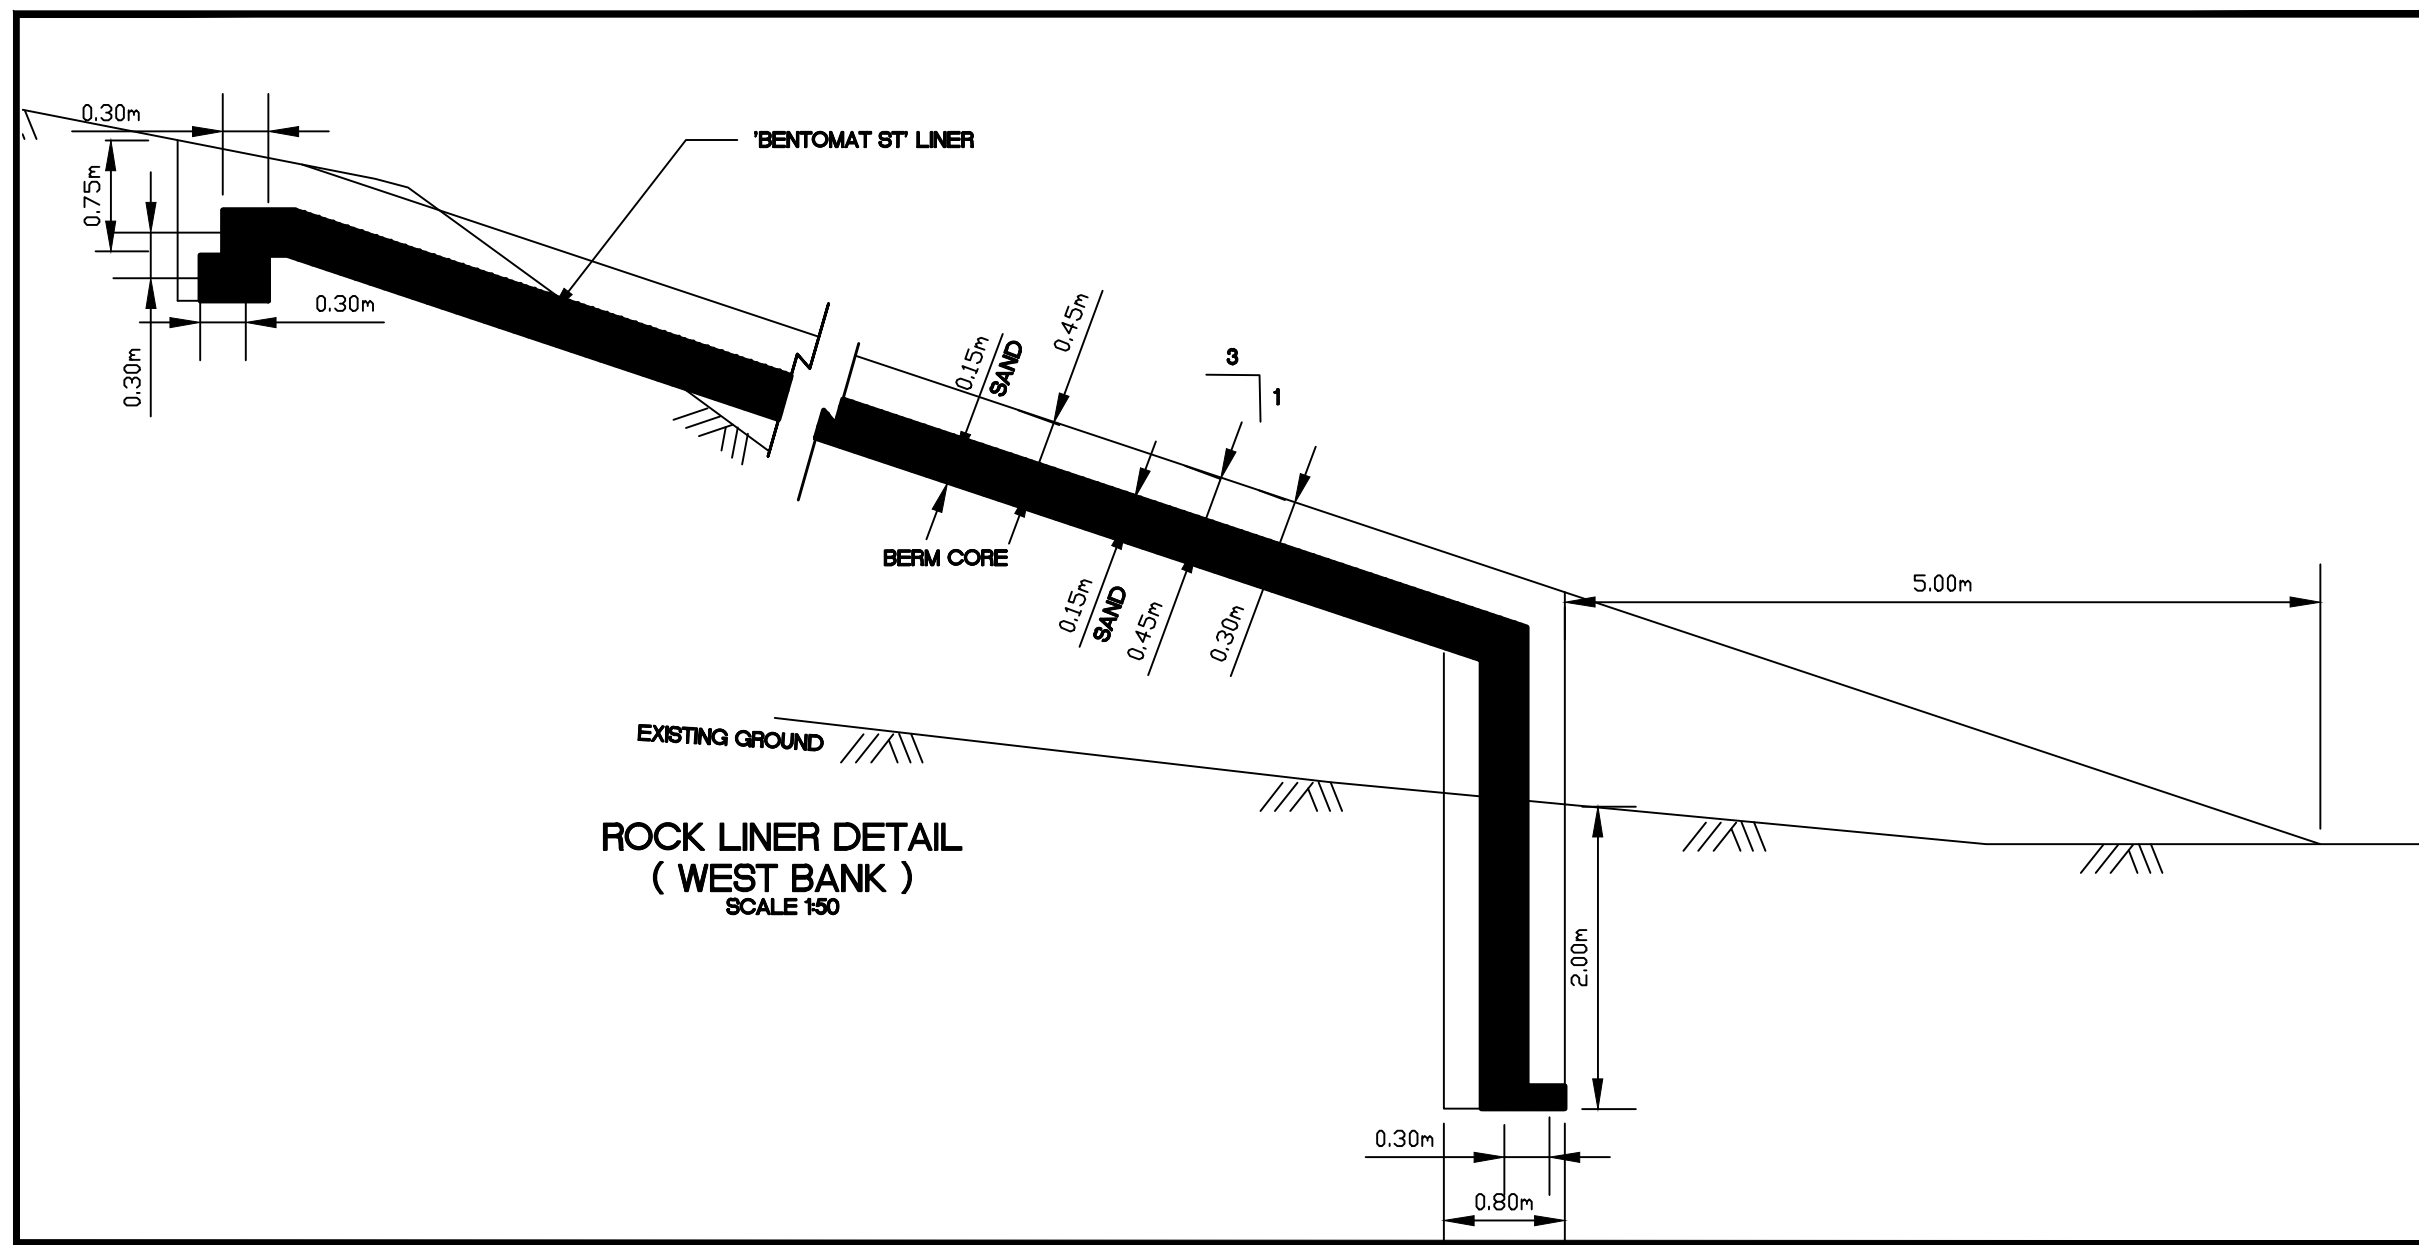 0.30m
'BENTOMAT ST' LINER
0.75m
0.30m
0.30m
0.15m
SAND
0.45m
3
1
BERM CORE
0.15m
SAND
0.45m
0.30m
5.00m
EXISTING GROUND
ROCK LINER DETAIL
( WEST BANK )
SCALE 1:50
2.00m
0.30m
0.80m